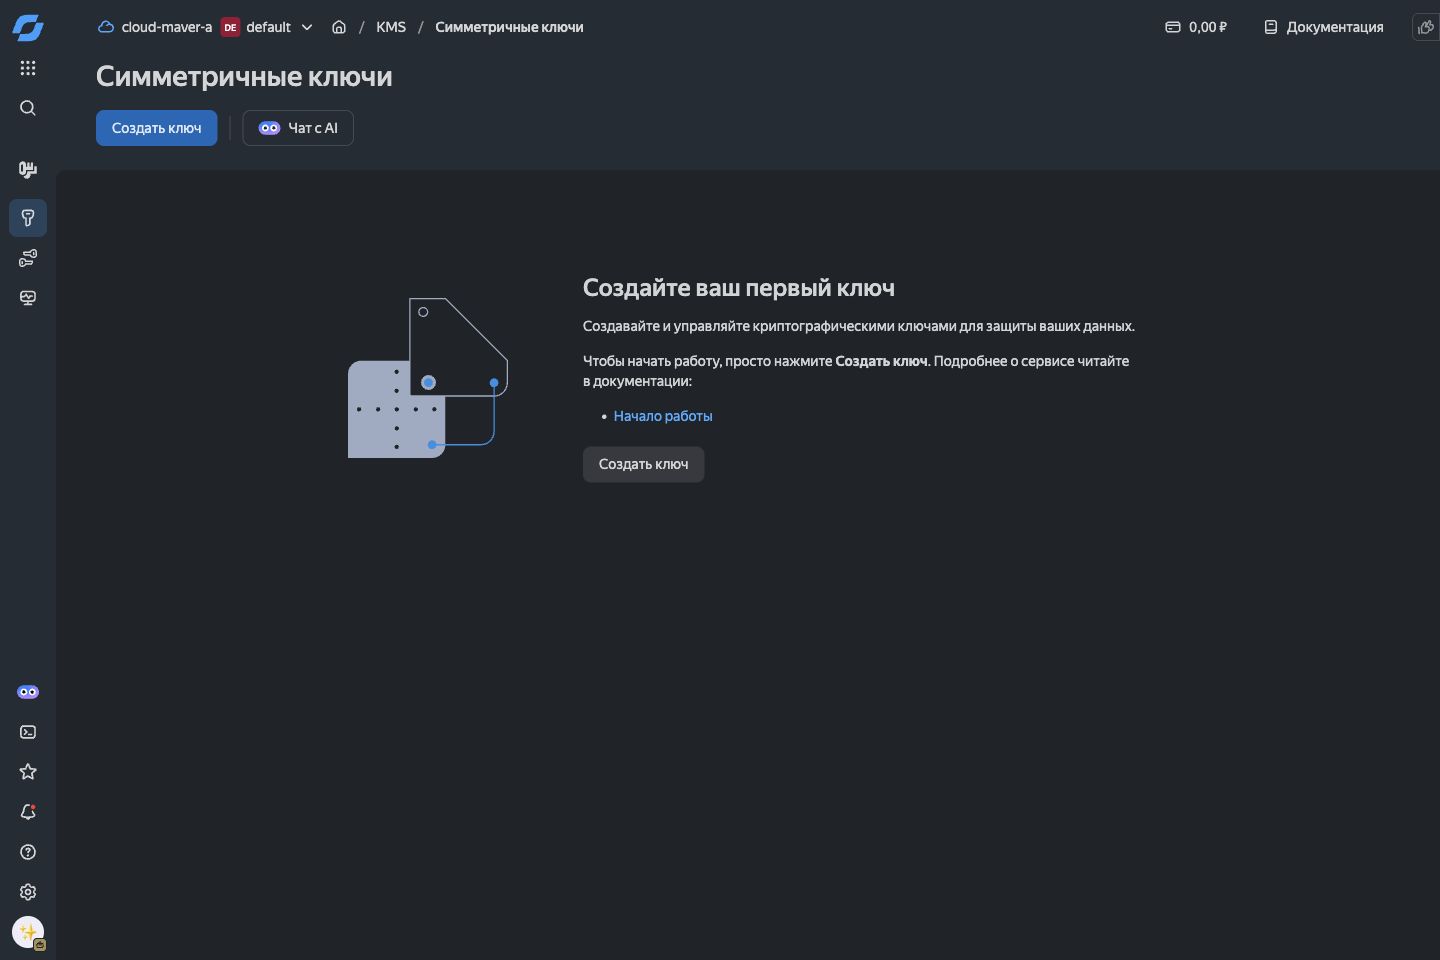 cloud-maver-a DE default / KMS / Симметричные ключи 0,00 ₽ Документация
Симметричные ключи
Создать ключ Чат с AI
Создайте ваш первый ключ
Создавайте и управляйте криптографическими ключами для защиты ваших данных.
Чтобы начать работу, просто нажмите Создать ключ. Подробнее о сервисе читайте
в документации:
• Начало работы
Создать ключ